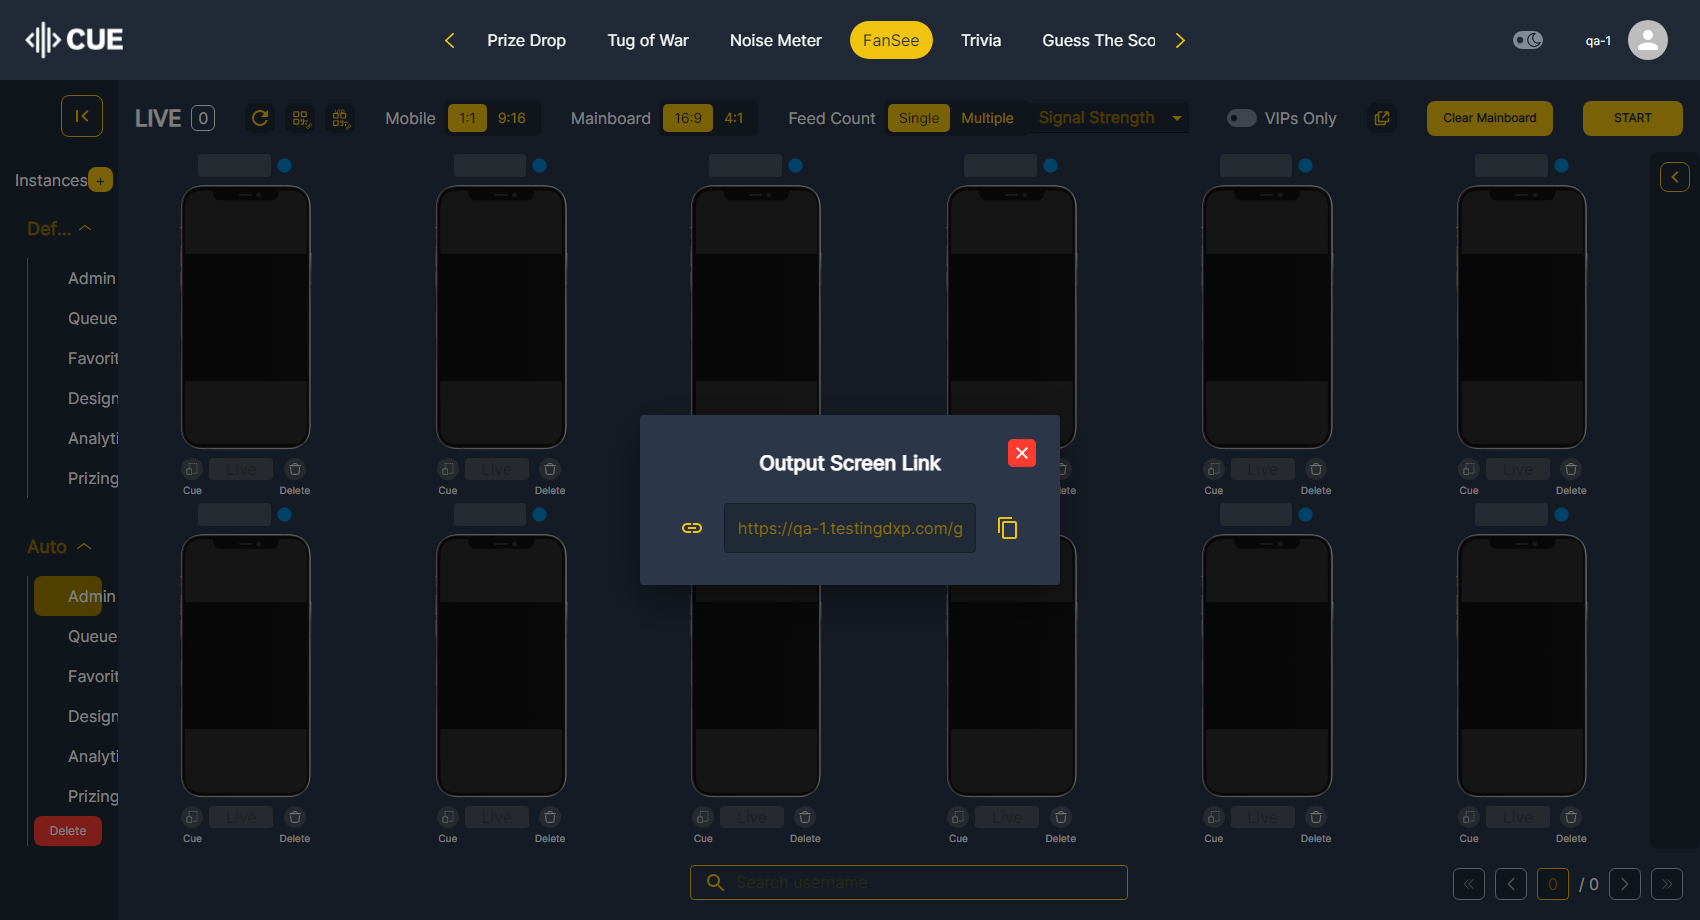 CUE
Prize Drop
Tug of War
Noise Meter
FanSee
Trivia
Guess The Sco
qa-1
LIVE 0
Mobile 1:1 9:16
Mainboard 16:9 4:1
Feed Count Single Multiple
Signal Strength
VIPs Only
Clear Mainboard
START
Instances +
Def...
Admin
Queue
Favorit
Design
Analyti
Prizing
Auto
Admin
Queue
Favorit
Design
Analyti
Prizing
Delete
Live
Cue Delete
Live
Cue Delete
ete
Live
Cue Delete
Live
Cue Delete
Output Screen Link
https://qa-1.testingdxp.com/g
Live
Cue Delete
Live
Cue Delete
Live
Cue Delete
Live
Cue Delete
Live
Cue Delete
Live
Cue Delete
Search username
0 / 0